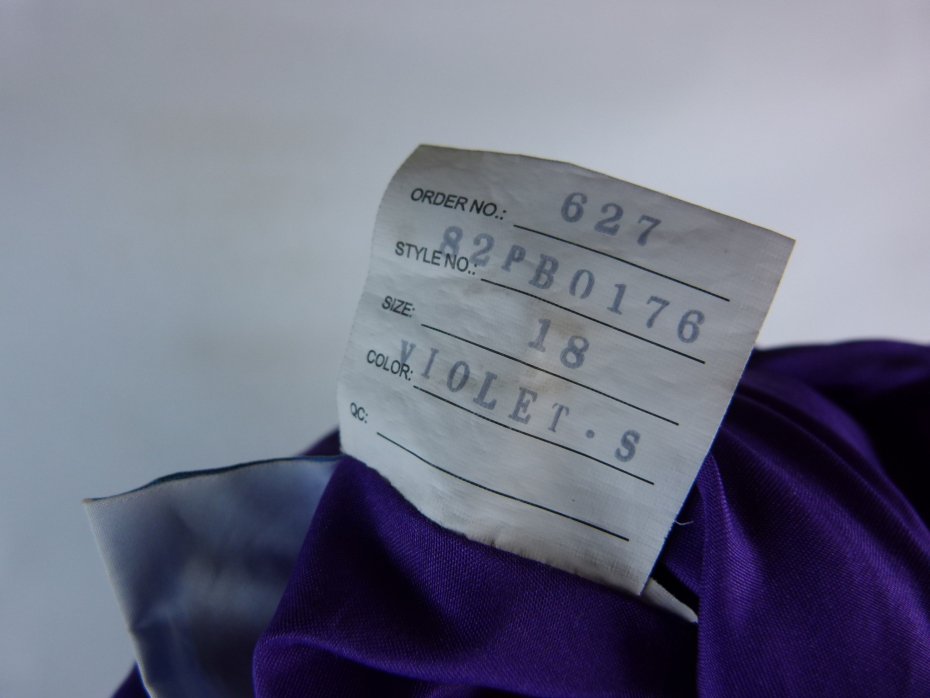 ORDER NO.: 627
STYLE NO.: 82PB0176
SIZE: 18
COLOR: VIOLET.S
QC: